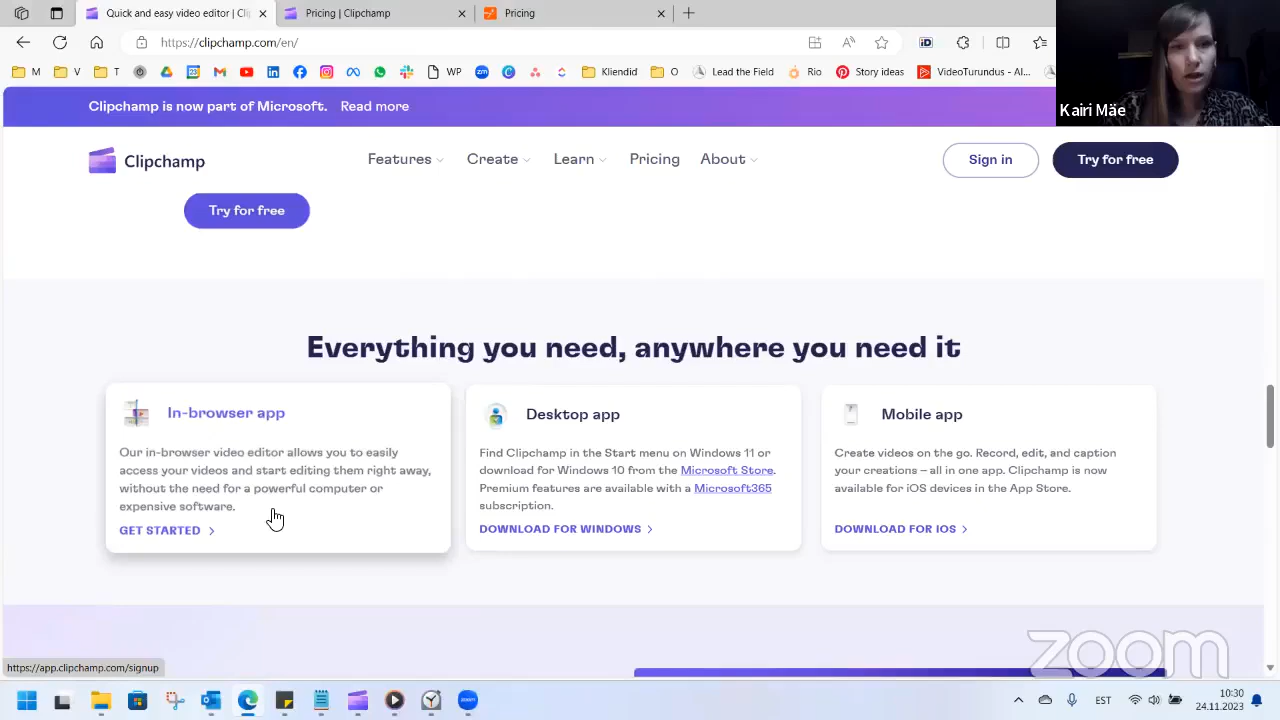 Quick and easy video editor | Clip
Pricing | Clipchamp
Pricing
https://clipchamp.com/en/
M
V
T
WP
Kliendid
O
Lead the Field
Rio
Story ideas
VideoTurundus - AI...
Kairi Mäe
Clipchamp is now part of Microsoft. Read more
Clipchamp
Features
Create
Learn
Pricing
About
Sign in
Try for free
Try for free
Everything you need, anywhere you need it
In-browser app
Our in-browser video editor allows you to easily
access your videos and start editing them right away,
without the need for a powerful computer or
expensive software.
GET STARTED
Desktop app
Find Clipchamp in the Start menu on Windows 11 or
download for Windows 10 from the Microsoft Store.
Premium features are available with a Microsoft365
subscription.
DOWNLOAD FOR WINDOWS
Mobile app
Create videos on the go. Record, edit, and caption
your creations – all in one app. Clipchamp is now
available for iOS devices in the App Store.
DOWNLOAD FOR IOS
zoom
https://app.clipchamp.com/signup
EST
10:30
24.11.2023